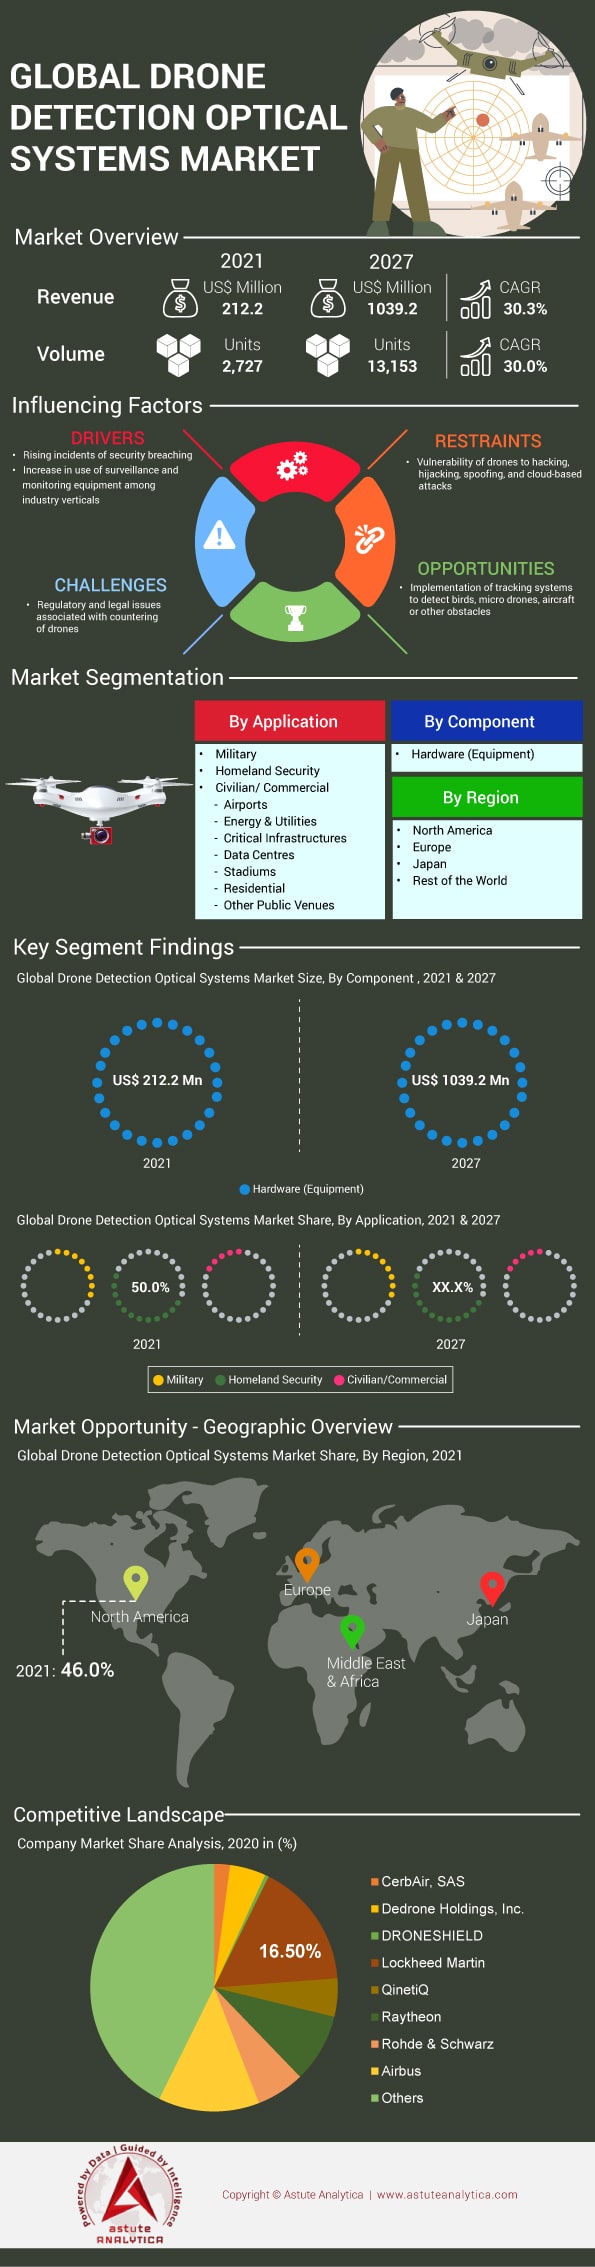 GLOBAL DRONE
DETECTION OPTICAL
SYSTEMS MARKET
Market Overview
2021
2027
Revenue
US$ Million
212.2
US$ Million
1039.2
CAGR
30.3%
Volume
Units
2,727
Units
13,153
CAGR
30.0%
Influencing Factors
DRIVERS
• Rising incidents of security breaching
• Increase in use of surveillance and
monitoring equipment among
industry verticals
RESTRAINTS
• Vulnerability of drones to hacking,
hijacking, spoofing, and cloud-based
attacks
CHALLENGES
• Regulatory and legal issues
associated with countering
of drones
OPPORTUNITIES
• Implementation of tracking systems
to detect birds, micro drones, aircraft
or other obstacles
Market Segmentation
By Application
• Military
• Homeland Security
• Civilian/ Commercial
- Airports
- Energy & Utilities
- Critical Infrastructures
- Data Centres
- Stadiums
- Residential
- Other Public Venues
By Component
• Hardware (Equipment)
By Region
• North America
• Europe
• Japan
• Rest of the World
Key Segment Findings
Global Drone Detection Optical Systems Market Size, By Component , 2021 & 2027
US$ 212.2 Mn
US$ 1039.2 Mn
2021
2027
Hardware (Equipment)
Global Drone Detection Optical Systems Market Share, By Application, 2021 & 2027
50.0%
XX.X%
2021
2027
Military
Homeland Security
Civilian/Commercial
Market Opportunity - Geographic Overview
Global Drone Detection Optical Systems Market Share, By Region, 2021
Europe
North America
Japan
2021: 46.0%
Middle East
& Africa
Competitive Landscape
Company Market Share Analysis, 2020 in (%)
16.50%
CerbAir, SAS
Dedrone Holdings, Inc.
DRONESHIELD
Lockheed Martin
QinetiQ
Raytheon
Rohde & Schwarz
Airbus
Others
Powered by Data | Guided by Intelligence
astute
ANALYTICA
Copyright © Astute Analytica | www.astuteanalytica.com